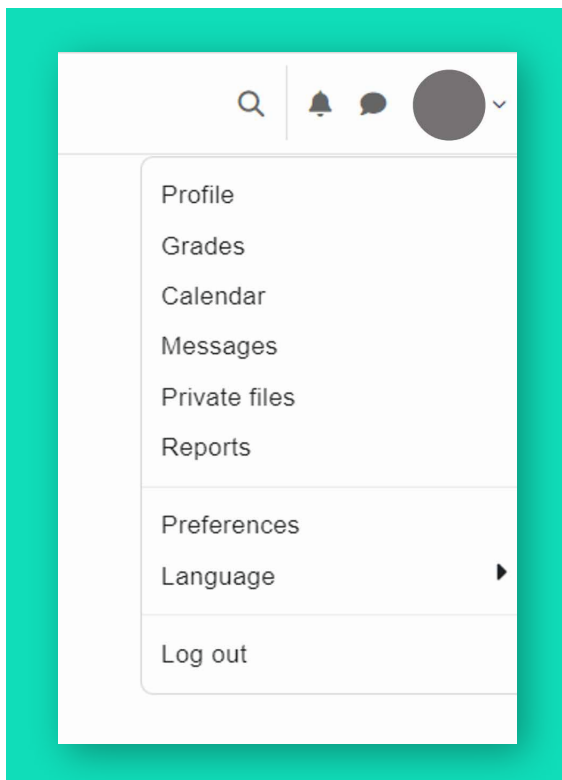 Profile
Grades
Calendar
Messages
Private files
Reports
Preferences
Language
Log out